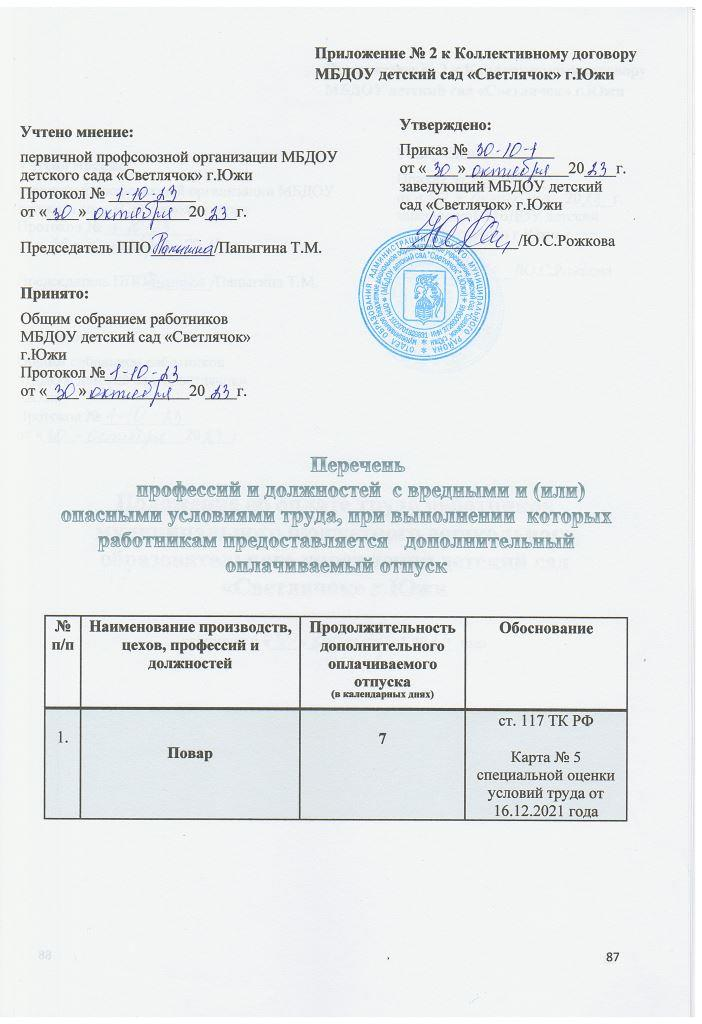 Приложение № 2 к Коллективному договору
МБДОУ детский сад «Светлячок» г.Южи
Учтено мнение:
первичной профсоюзной организации МБДОУ
детского сада «Светлячок» г.Южи
Протокол № 1-10-23
от « 30 » октября 20 23 г.
Председатель ППО Папыгина /Папыгина Т.М.
Утверждено:
Приказ № 30-10-1
от « 30 » октября 20 23 г.
заведующий МБДОУ детский
сад «Светлячок» г.Южи
/Ю.С.Рожкова
Принято:
Общим собранием работников
МБДОУ детский сад «Светлячок»
г.Южи
Протокол № 1-10-23
от « 30 » октября 20 23 г.
Перечень
профессий и должностей с вредными и (или)
опасными условиями труда, при выполнении которых
работникам предоставляется дополнительный
оплачиваемый отпуск
№ п/п
Наименование производств,
цехов, профессий и
должностей
Продолжительность
дополнительного
оплачиваемого
отпуска
(в календарных днях)
Обоснование
1.
Повар
7
ст. 117 ТК РФ
Карта № 5
специальной оценки
условий труда от
16.12.2021 года
87